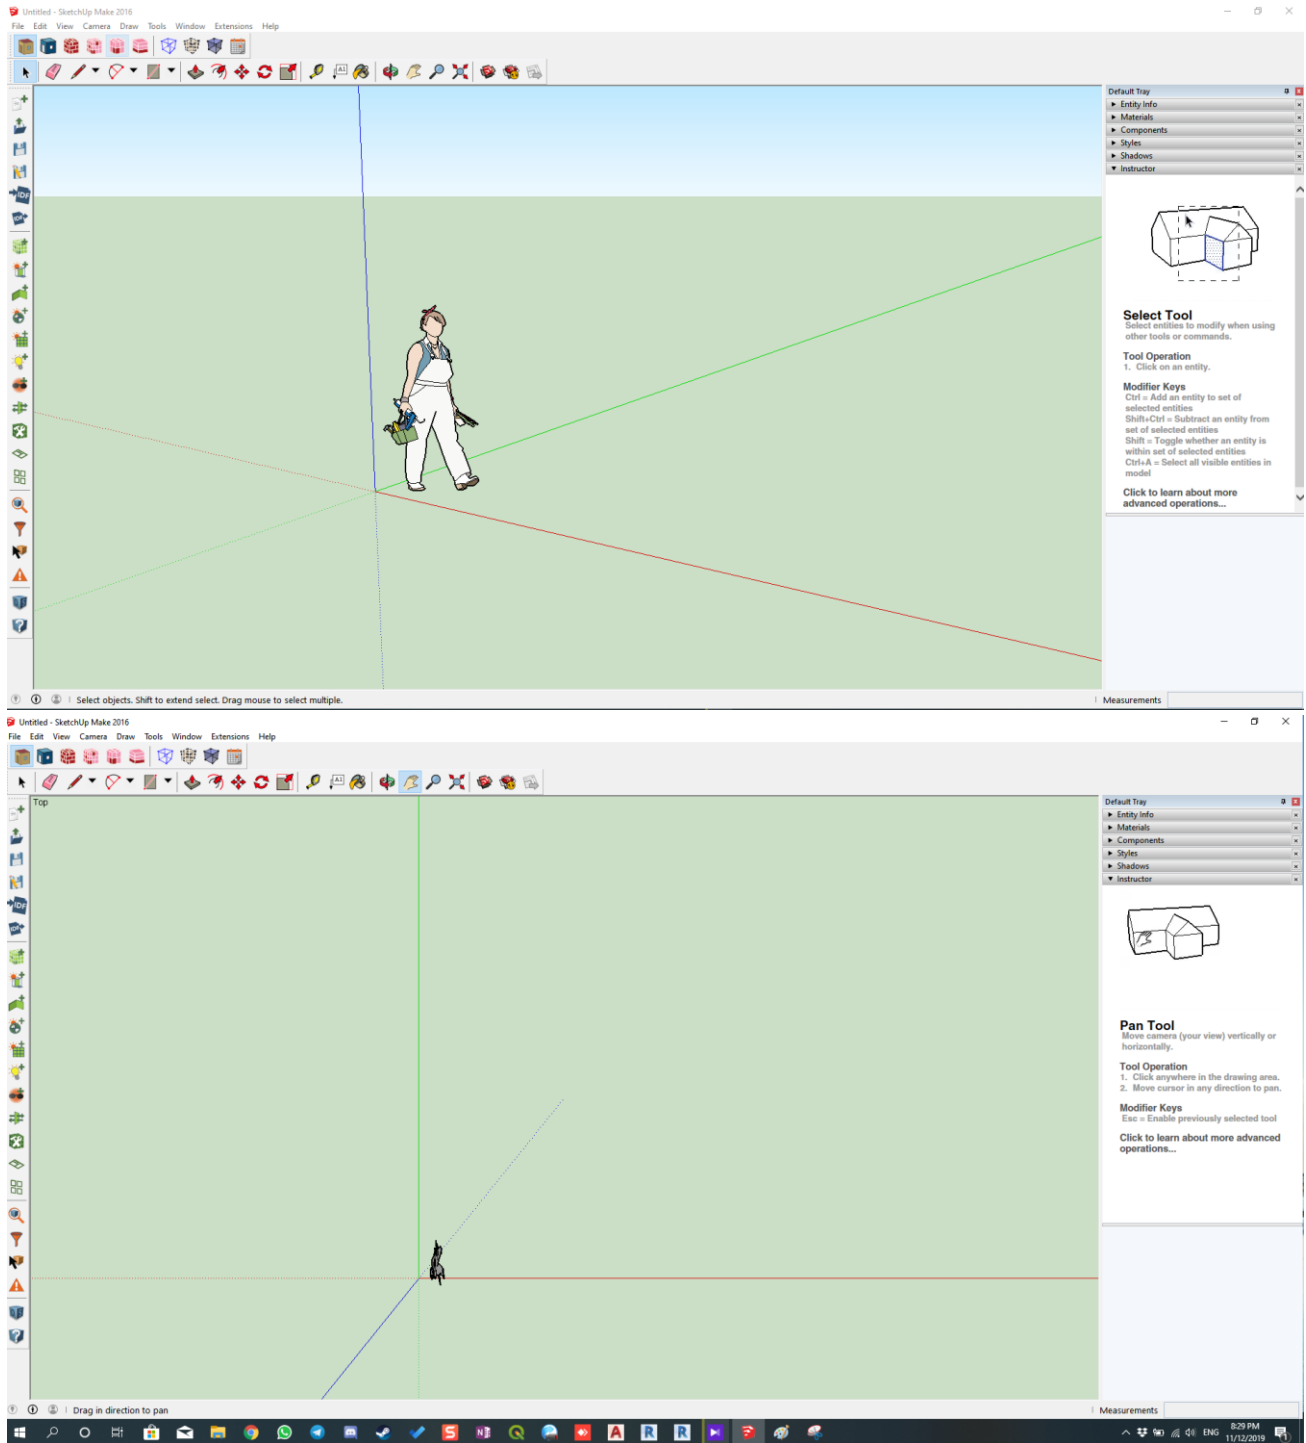 Untitled - SketchUp Make 2016
File Edit View Camera Draw Tools Window Extensions Help
Default Tray
Entity Info
Materials
Components
Styles
Shadows
Instructor
Select Tool
Select entities to modify when using
other tools or commands.
Tool Operation
1. Click on an entity.
Modifier Keys
Ctrl = Add an entity to set of
selected entities
Shift+Ctrl = Subtract an entity from
set of selected entities
Shift = Toggle whether an entity is
within set of selected entities
Ctrl+A = Select all visible entities in
model
Click to learn about more
advanced operations...
Select objects. Shift to extend select. Drag mouse to select multiple.
Measurements
Untitled - SketchUp Make 2016
File Edit View Camera Draw Tools Window Extensions Help
Top
Default Tray
Entity Info
Materials
Components
Styles
Shadows
Instructor
Pan Tool
Move camera (your view) vertically or
horizontally.
Tool Operation
1. Click anywhere in the drawing area.
2. Move cursor in any direction to pan.
Modifier Keys
Esc = Enable previously selected tool
Click to learn about more advanced
operations...
Drag in direction to pan
Measurements
ENG
8:29 PM
11/12/2019